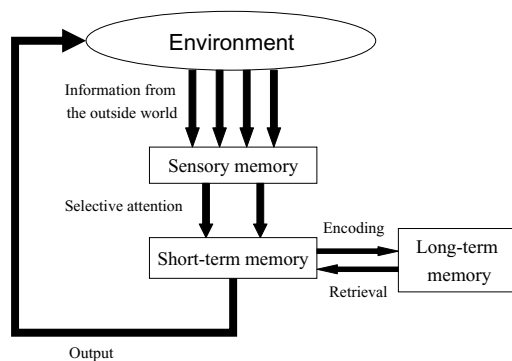 Environment
Information from
the outside world
Sensory memory
Selective attention
Encoding
Short-term memory
Long-term
memory
Retrieval
Output